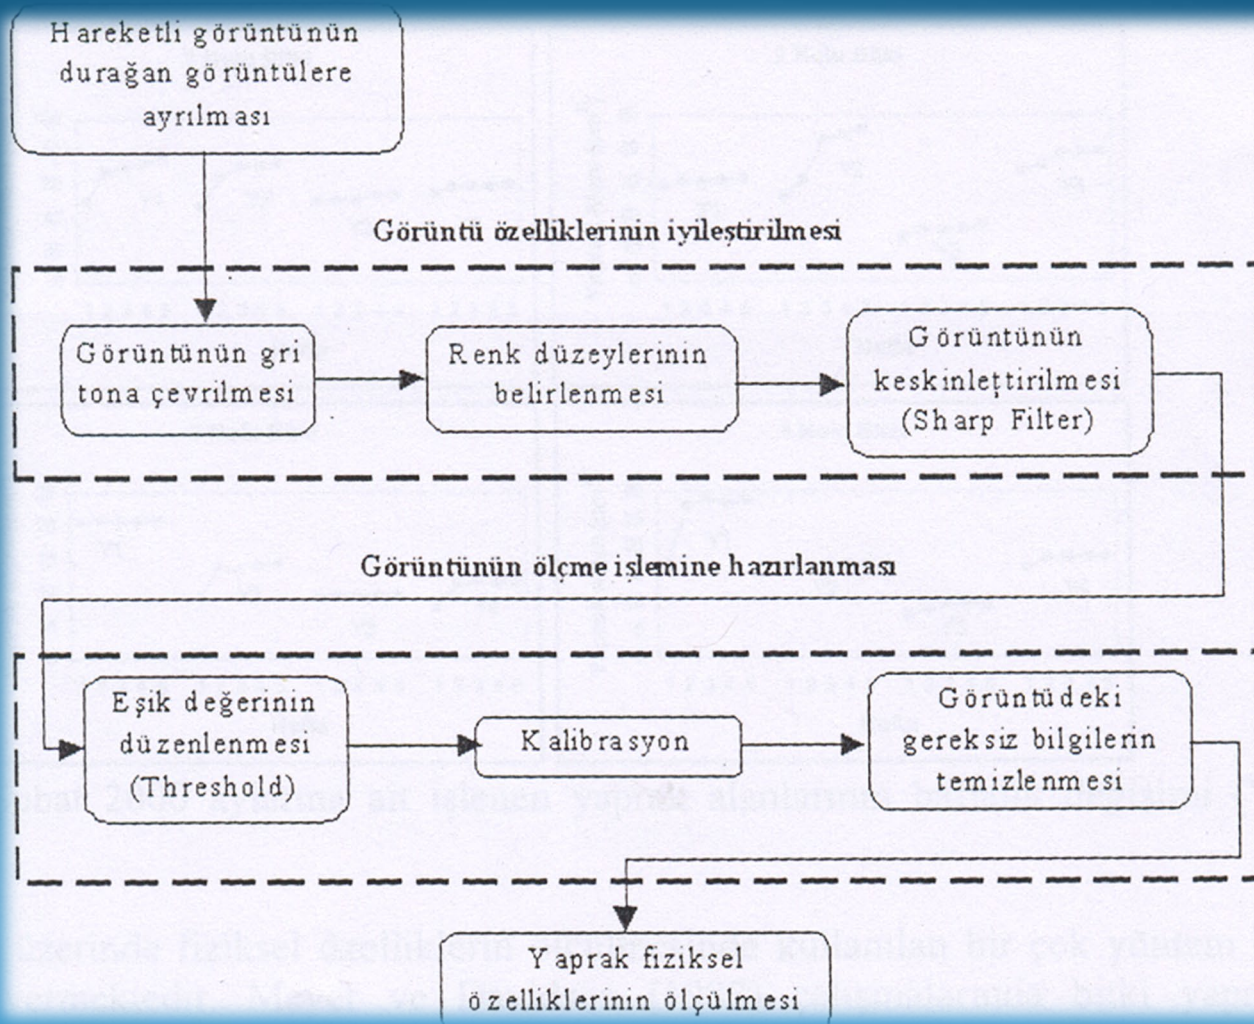 Hareketli görüntünün
durağan görüntülere
ayrılması
Görüntü özelliklerinin iyileştirilmesi
Görüntünün gri
tona çevrilmesi
Renk düzeylerinin
belirlenmesi
Görüntünün
keskinlettirilmesi
(Sharp Filter)
Görüntünün ölçme işlemine hazırlanması
Eşik değerinin
düzenlenmesi
(Threshold)
Kalibrasyon
Görüntüdeki
gereksiz bilgilerin
temizlenmesi
Yaprak fiziksel
özelliklerinin ölçülmesi